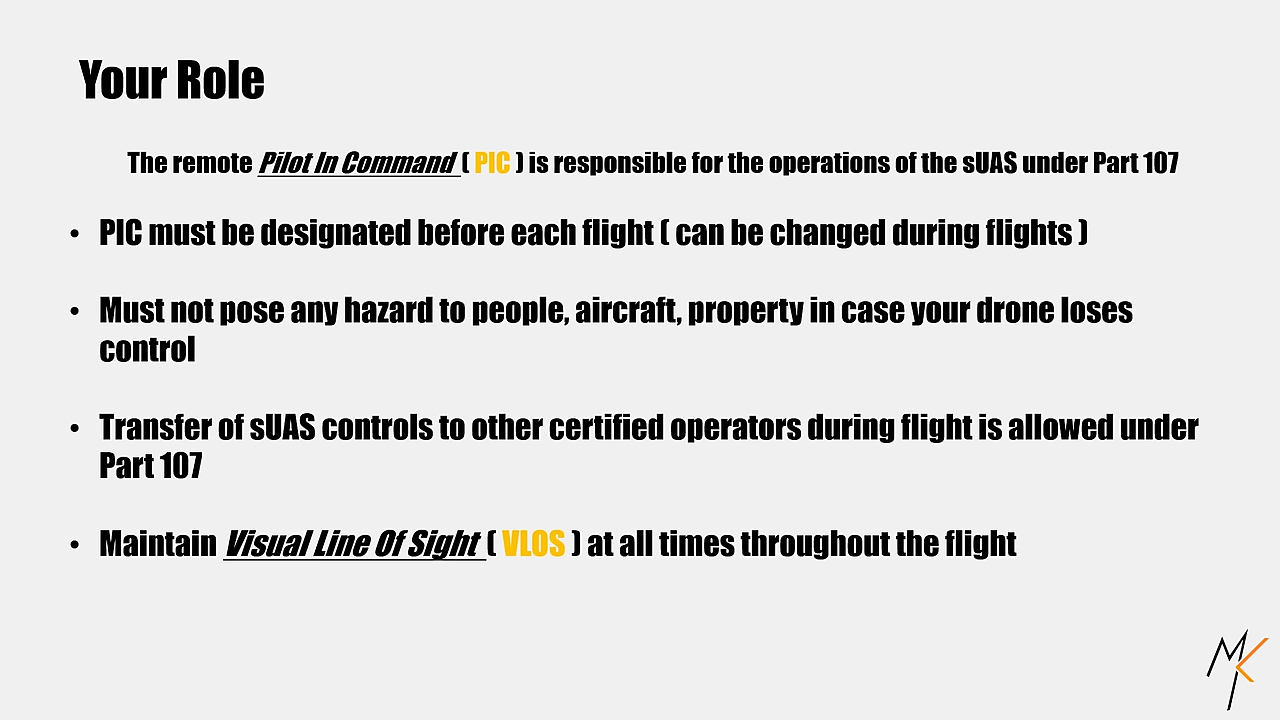 Your Role
The remote Pilot In Command ( PIC ) is responsible for the operations of the sUAS under Part 107
• PIC must be designated before each flight ( can be changed during flights )
• Must not pose any hazard to people, aircraft, property in case your drone loses
control
• Transfer of sUAS controls to other certified operators during flight is allowed under
Part 107
• Maintain Visual Line Of Sight ( VLOS ) at all times throughout the flight
MK